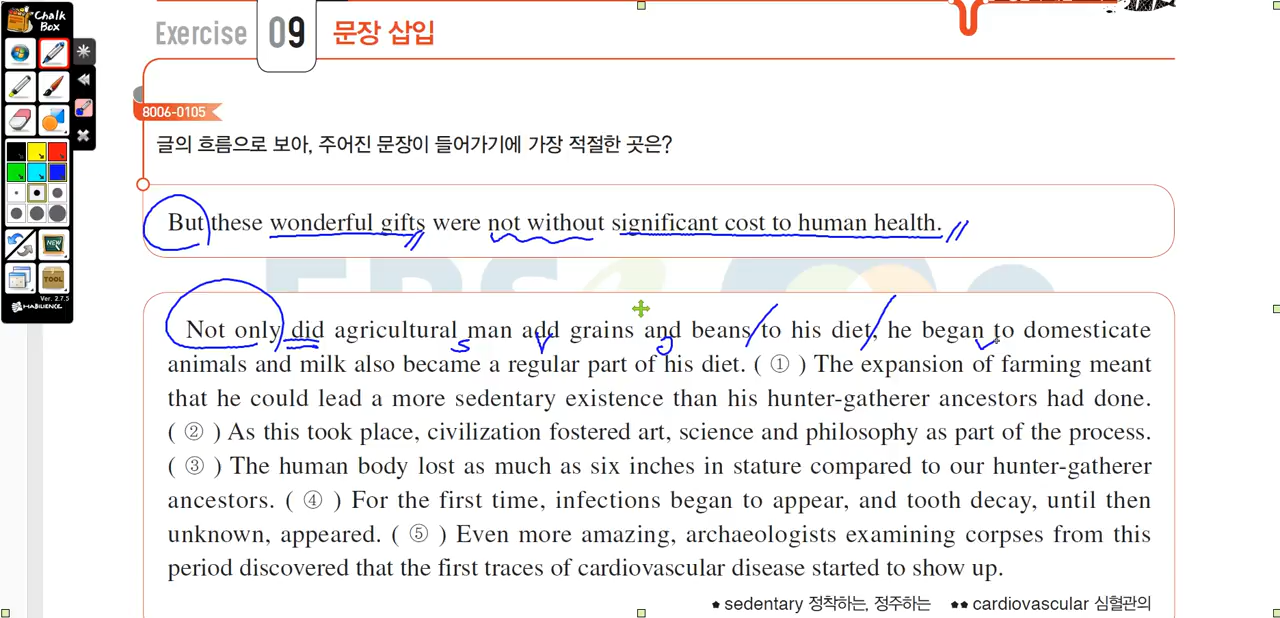 Chalk
Box
Exercise 09 문장 삽입
8006-0105
글의 흐름으로 보아, 주어진 문장이 들어가기에 가장 적절한 곳은?
But these wonderful gifts were not without significant cost to human health.
Not only did agricultural man add grains and beans to his diet, he began to domesticate
animals and milk also became a regular part of his diet. ( ① ) The expansion of farming meant
that he could lead a more sedentary existence than his hunter-gatherer ancestors had done.
( ② ) As this took place, civilization fostered art, science and philosophy as part of the process.
( ③ ) The human body lost as much as six inches in stature compared to our hunter-gatherer
ancestors. ( ④ ) For the first time, infections began to appear, and tooth decay, until then
unknown, appeared. ( ⑤ ) Even more amazing, archaeologists examining corpses from this
period discovered that the first traces of cardiovascular disease started to show up.
* sedentary 정착하는, 정주하는 ** cardiovascular 심혈관의
S V O V
NEW
TOOL
Ver. 2.7.5
HABILIENCE
EBS